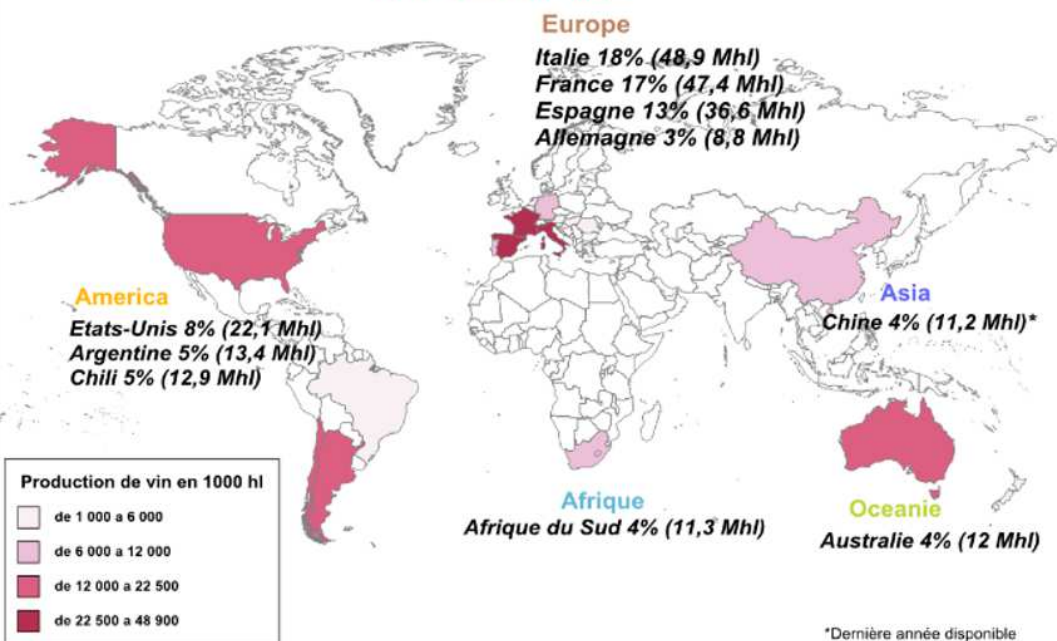 Europe
Italie 18% (48,9 Mhl)
France 17% (47,4 Mhl)
Espagne 13% (36,6 Mhl)
Allemagne 3% (8,8 Mhl)
America
Etats-Unis 8% (22,1 Mhl)
Argentine 5% (13,4 Mhl)
Chili 5% (12,9 Mhl)
Asia
Chine 4% (11,2 Mhl)*
Afrique
Afrique du Sud 4% (11,3 Mhl)
Oceanie
Australie 4% (12 Mhl)
Production de vin en 1000 hl
de 1 000 a 6 000
de 6 000 a 12 000
de 12 000 a 22 500
de 22 500 a 48 900
*Dernière année disponible